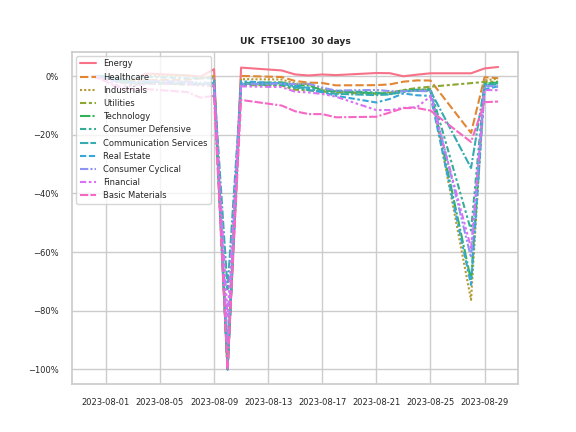 UK FTSE100 30 days
Energy
Healthcare
Industrials
Utilities
Technology
Consumer Defensive
Communication Services
Real Estate
Consumer Cyclical
Financial
Basic Materials
0%
−20%
−40%
−60%
−80%
−100%
2023-08-01 2023-08-05 2023-08-09 2023-08-13 2023-08-17 2023-08-21 2023-08-25 2023-08-29